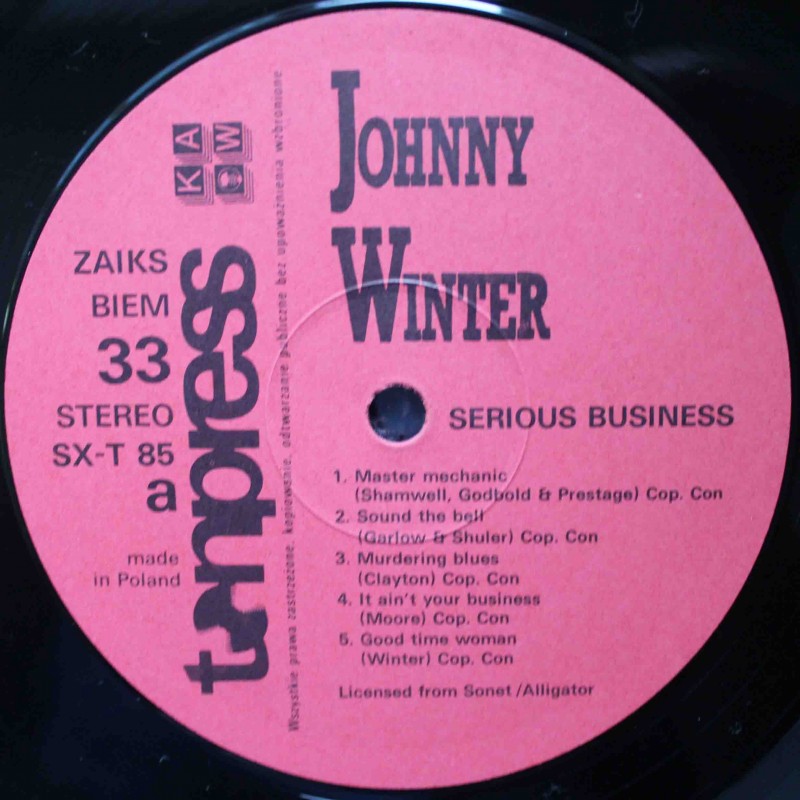 JOHNNY
WINTER
SERIOUS BUSINESS
KAW
ZAIKS
BIEM
33
STEREO
SX-T 85
a
made
in Poland
tonpress
Wszystkie prawa zastrzeżone, kopiowanie, odtwarzanie publiczne bez upoważnienia wzbronione
1. Master mechanic
(Shamwell, Godbold & Prestage) Cop. Con
2. Sound the bell
(Garlow & Shuler) Cop. Con
3. Murdering blues
(Clayton) Cop. Con
4. It ain't your business
(Moore) Cop. Con
5. Good time woman
(Winter) Cop. Con
Licensed from Sonet/Alligator